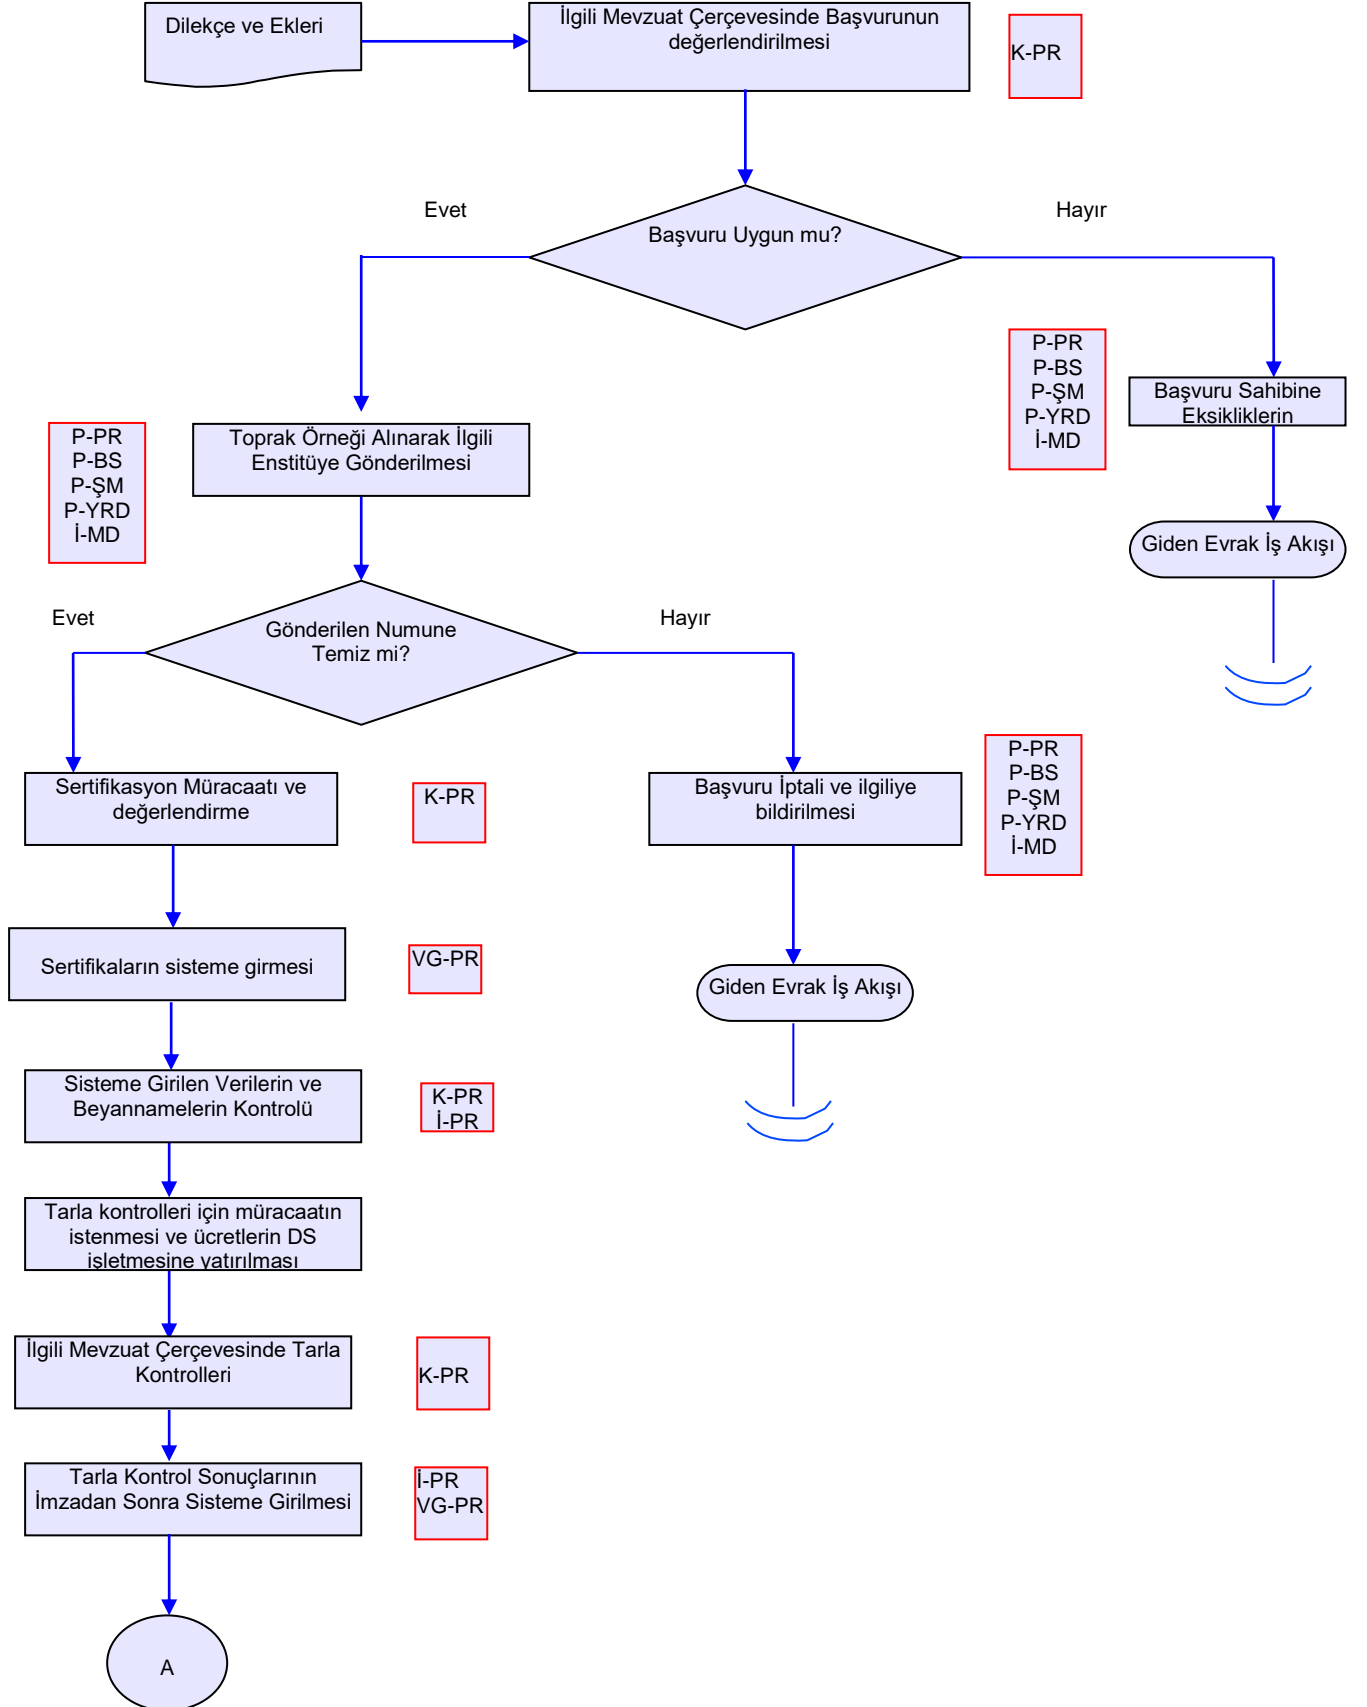 Dilekçe ve Ekleri
İlgili Mevzuat Çerçevesinde Başvurunun
değerlendirilmesi
K-PR
Evet
Hayır
Başvuru Uygun mu?
P-PR
P-BS
P-ŞM
P-YRD
İ-MD
Başvuru Sahibine
Eksikliklerin
P-PR
P-BS
P-ŞM
P-YRD
İ-MD
Toprak Örneği Alınarak İlgili
Enstitüye Gönderilmesi
Giden Evrak İş Akışı
Evet
Hayır
Gönderilen Numune
Temiz mi?
Sertifikasyon Müracaatı ve
değerlendirme
K-PR
Başvuru İptali ve ilgiliye
bildirilmesi
P-PR
P-BS
P-ŞM
P-YRD
İ-MD
Sertifikaların sisteme girmesi
VG-PR
Giden Evrak İş Akışı
Sisteme Girilen Verilerin ve
Beyannamelerin Kontrolü
K-PR
İ-PR
Tarla kontrolleri için müracaatın
istenmesi ve ücretlerin DS
işletmesine yatırılması
İlgili Mevzuat Çerçevesinde Tarla
Kontrolleri
K-PR
Tarla Kontrol Sonuçlarının
İmzadan Sonra Sisteme Girilmesi
İ-PR
VG-PR
A